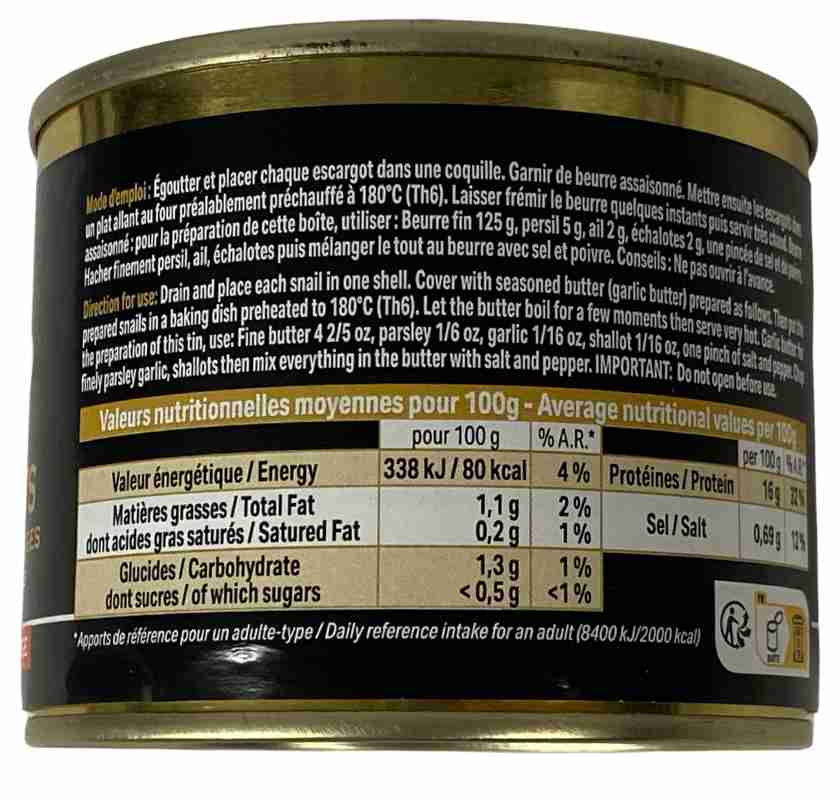 Mode d'emploi : Égoutter et placer chaque escargot dans une coquille. Garnir de beurre assaisonné. Mettre ensuite les escargots dans
un plat allant au four préalablement préchauffé à 180°C (Th6). Laisser frémir le beurre quelques instants puis servir très chaud. Beurre
assaisonné : pour la préparation de cette boîte, utiliser : Beurre fin 125 g, persil 5 g, ail 2 g, échalotes 2 g, une pincée de sel et de poivre.
Hacher finement persil, ail, échalotes puis mélanger le tout au beurre avec sel et poivre. Conseils : Ne pas ouvrir à l'avance.
Direction for use: Drain and place each snail in one shell. Cover with seasoned butter (garlic butter) prepared as follows. Then put the
prepared snails in a baking dish preheated to 180°C (Th6). Let the butter boil for a few moments then serve very hot. Garlic butter for
the preparation of this tin, use: Fine butter 4 2/5 oz, parsley 1/6 oz, garlic 1/16 oz, shallot 1/16 oz, one pinch of salt and pepper. Chop
finely parsley garlic, shallots then mix everything in the butter with salt and pepper. IMPORTANT: Do not open before use.
Valeurs nutritionnelles moyennes pour 100g - Average nutritional values per 100g
pour 100 g % A.R.*
per 100 g % A.R.*
Valeur énergétique / Energy 338 kJ / 80 kcal 4 % Protéines / Protein 16 g 32%
Matières grasses / Total Fat 1,1 g 2 %
dont acides gras saturés / Satured Fat 0,2 g 1 %
Sel / Salt 0,69 g 12%
Glucides / Carbohydrate 1,3 g 1 %
dont sucres / of which sugars < 0,5 g <1 %
*Apports de référence pour un adulte-type / Daily reference intake for an adult (8400 kJ/2000 kcal)
FR
BOÎTE